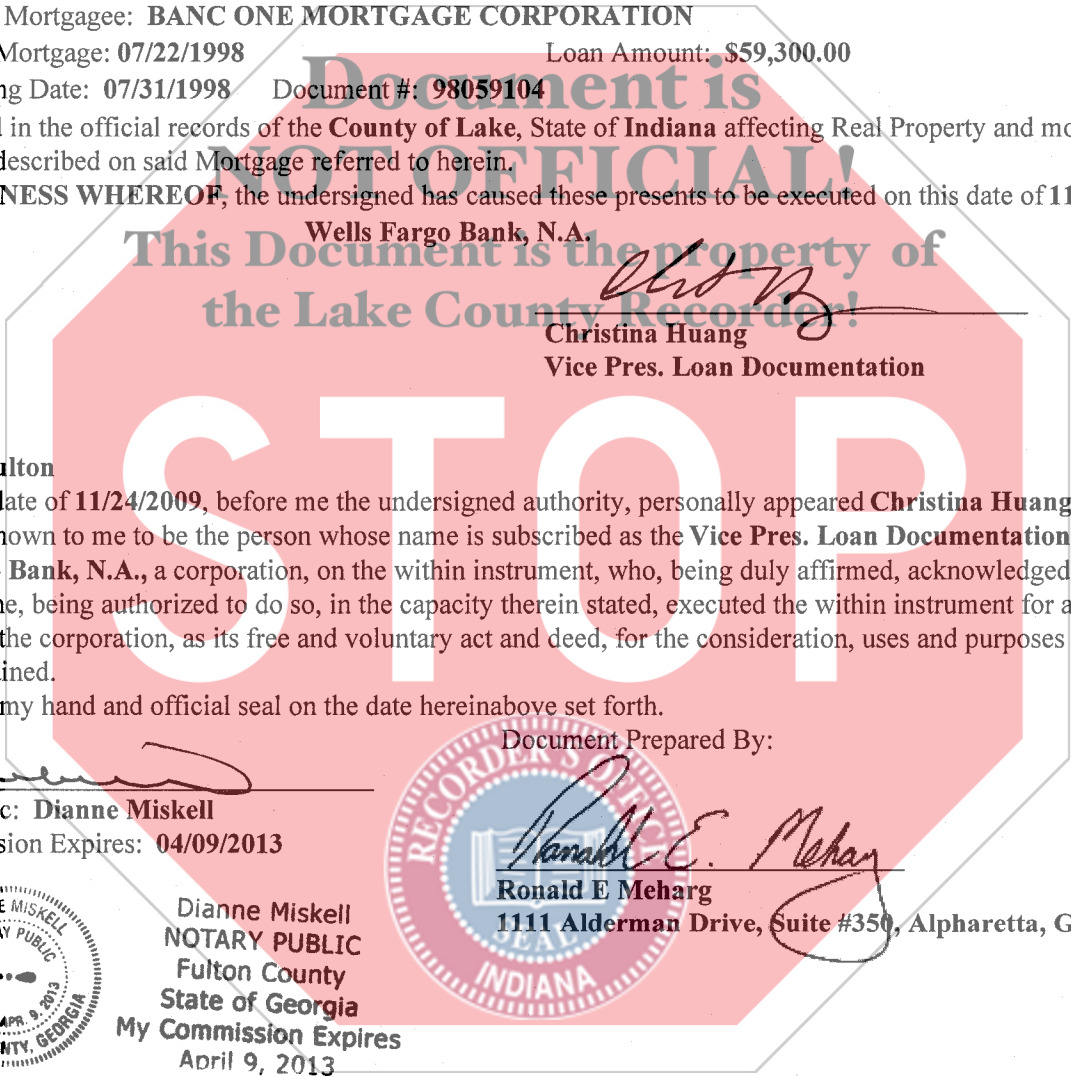 Mortgagee: BANC ONE MORTGAGE CORPORATION
Mortgage: 07/22/1998 Loan Amount: $59,300.00
ng Date: 07/31/1998 Document #: 98059104
in the official records of the County of Lake, State of Indiana affecting Real Property and mo
described on said Mortgage referred to herein.
NESS WHEREOF, the undersigned has caused these presents to be executed on this date of 11
Wells Fargo Bank, N.A.
Document is
NOT OFFICIAL!
This Document is the property of
the Lake County Recorder!
Christina Huang
Vice Pres. Loan Documentation
STOP
ulton
ate of 11/24/2009, before me the undersigned authority, personally appeared Christina Huang
nown to me to be the person whose name is subscribed as the Vice Pres. Loan Documentation
Bank, N.A., a corporation, on the within instrument, who, being duly affirmed, acknowledged
e, being authorized to do so, in the capacity therein stated, executed the within instrument for a
the corporation, as its free and voluntary act and deed, for the consideration, uses and purposes
ined.
my hand and official seal on the date hereinabove set forth.
Document Prepared By:
c: Dianne Miskell
sion Expires: 04/09/2013
Ronald E. Meharg
Ronald E Meharg
1111 Alderman Drive, Suite #350, Alpharetta, G
RECORDER'S OFFICE
SEAL
INDIANA
E MISKELL
Y PUBLIC
APR. 9, 2013
NTY, GEORGIA
Dianne Miskell
NOTARY PUBLIC
Fulton County
State of Georgia
My Commission Expires
April 9, 2013